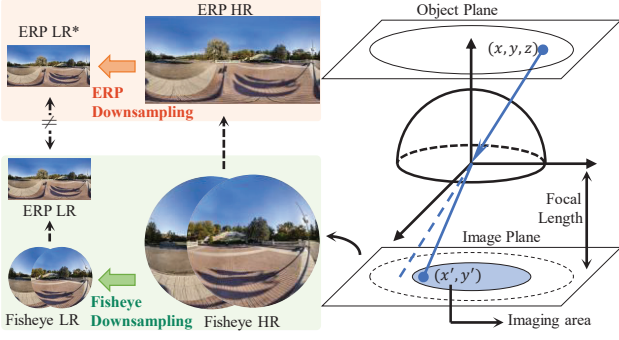 ERP HR
ERP LR*
ERP
Downsampling
≠
ERP LR
Fisheye LR
Fisheye
Downsampling
Fisheye HR
Object Plane
(x, y, z)
Focal
Length
Image Plane
(x′, y′)
Imaging area